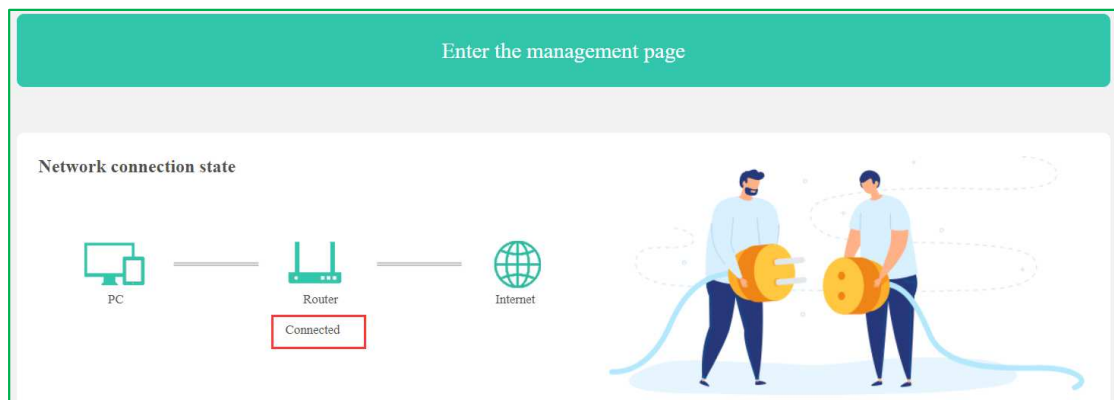 Enter the management page
Network connection state
PC
Router
Internet
Connected